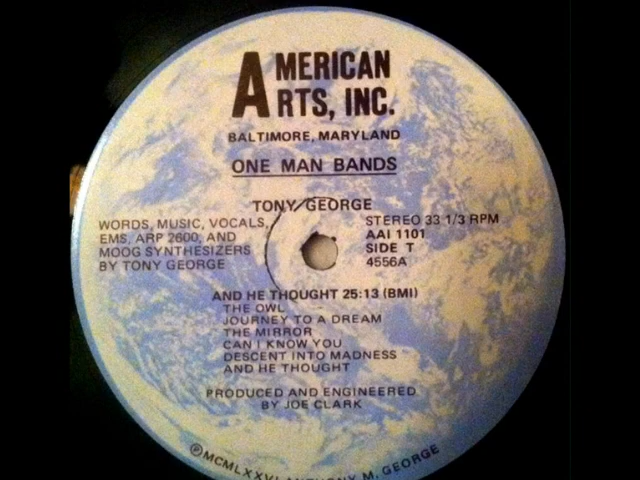 AMERICAN
ARTS, INC.
BALTIMORE, MARYLAND
ONE MAN BANDS
TONY GEORGE
WORDS, MUSIC, VOCALS,
EMS, ARP 2600, AND
MOOG SYNTHESIZERS
BY TONY GEORGE
STEREO 33 1/3 RPM
AAI 1101
SIDE T
4556A
AND HE THOUGHT 25:13 (BMI)
THE OWL
JOURNEY TO A DREAM
THE MIRROR
CAN I KNOW YOU
DESCENT INTO MADNESS
AND HE THOUGHT
PRODUCED AND ENGINEERED
BY JOE CLARK
Ⓟ MCMLXXVI ANTHONY M. GEORGE